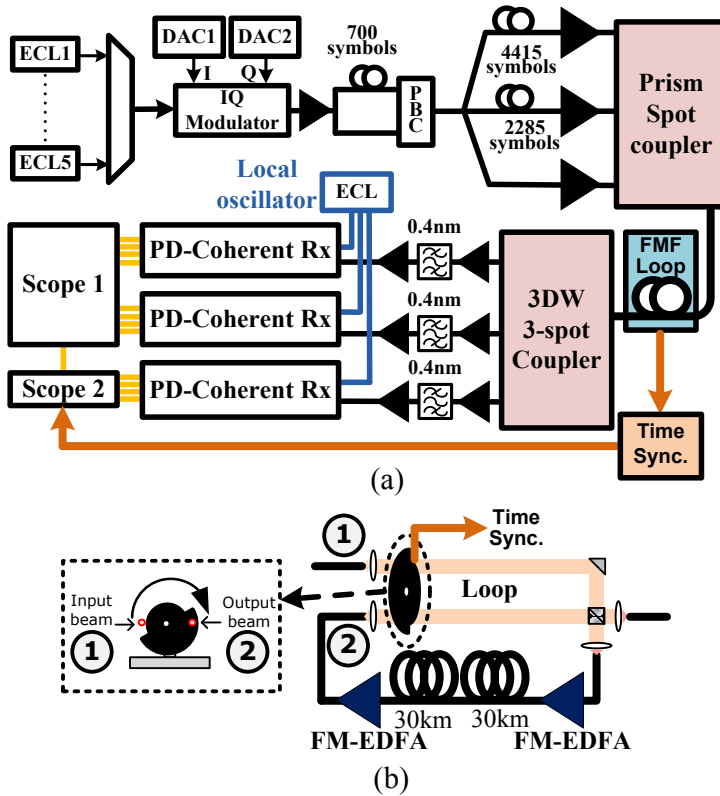 ECL1
ECL5
DAC1
DAC2
I
Q
IQ
Modulator
700
symbols
P
B
C
4415
symbols
2285
symbols
Prism
Spot
coupler
Local
oscillator
ECL
Scope 1
Scope 2
PD-Coherent Rx
PD-Coherent Rx
PD-Coherent Rx
0.4nm
0.4nm
0.4nm
3DW
3-spot
Coupler
FMF
Loop
Time
Sync.
(a)
1
Time
Sync.
Loop
2
Input
beam
1
Output
beam
2
30km
30km
FM-EDFA
FM-EDFA
(b)